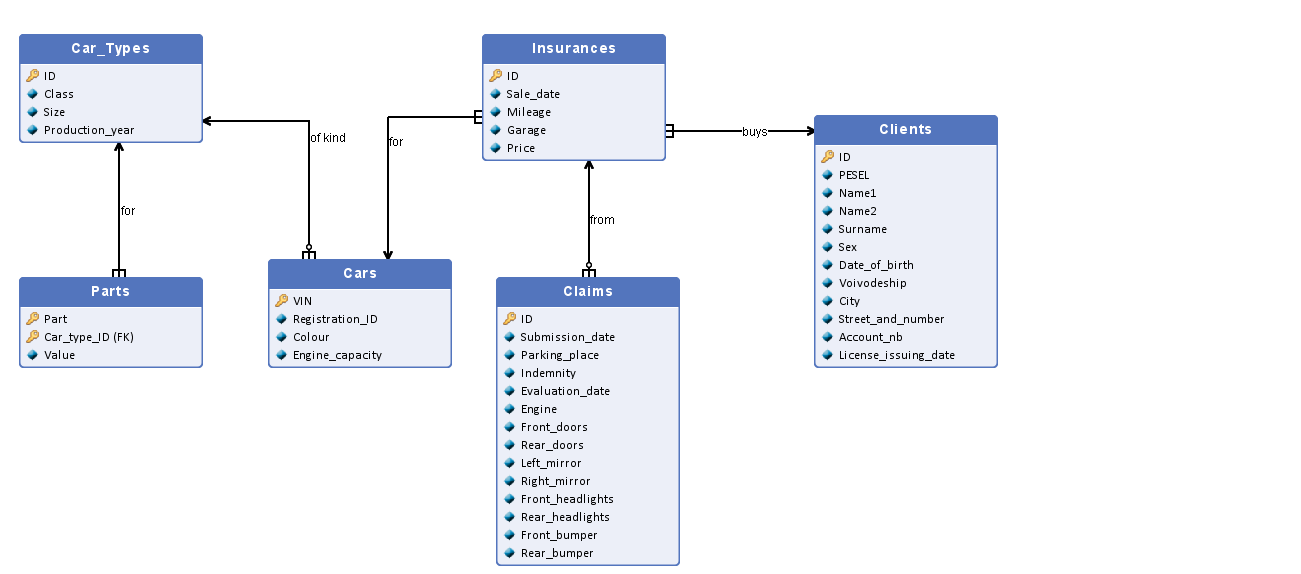 Car_Types
ID
Class
Size
Production_year
Insurances
ID
Sale_date
Mileage
Garage
Price
Clients
ID
PESEL
Name1
Name2
Surname
Sex
Date_of_birth
Voivodeship
City
Street_and_number
Account_nb
License_issuing_date
of kind
for
buys
for
from
Parts
Part
Car_type_ID (FK)
Value
Cars
VIN
Registration_ID
Colour
Engine_capacity
Claims
ID
Submission_date
Parking_place
Indemnity
Evaluation_date
Engine
Front_doors
Rear_doors
Left_mirror
Right_mirror
Front_headlights
Rear_headlights
Front_bumper
Rear_bumper